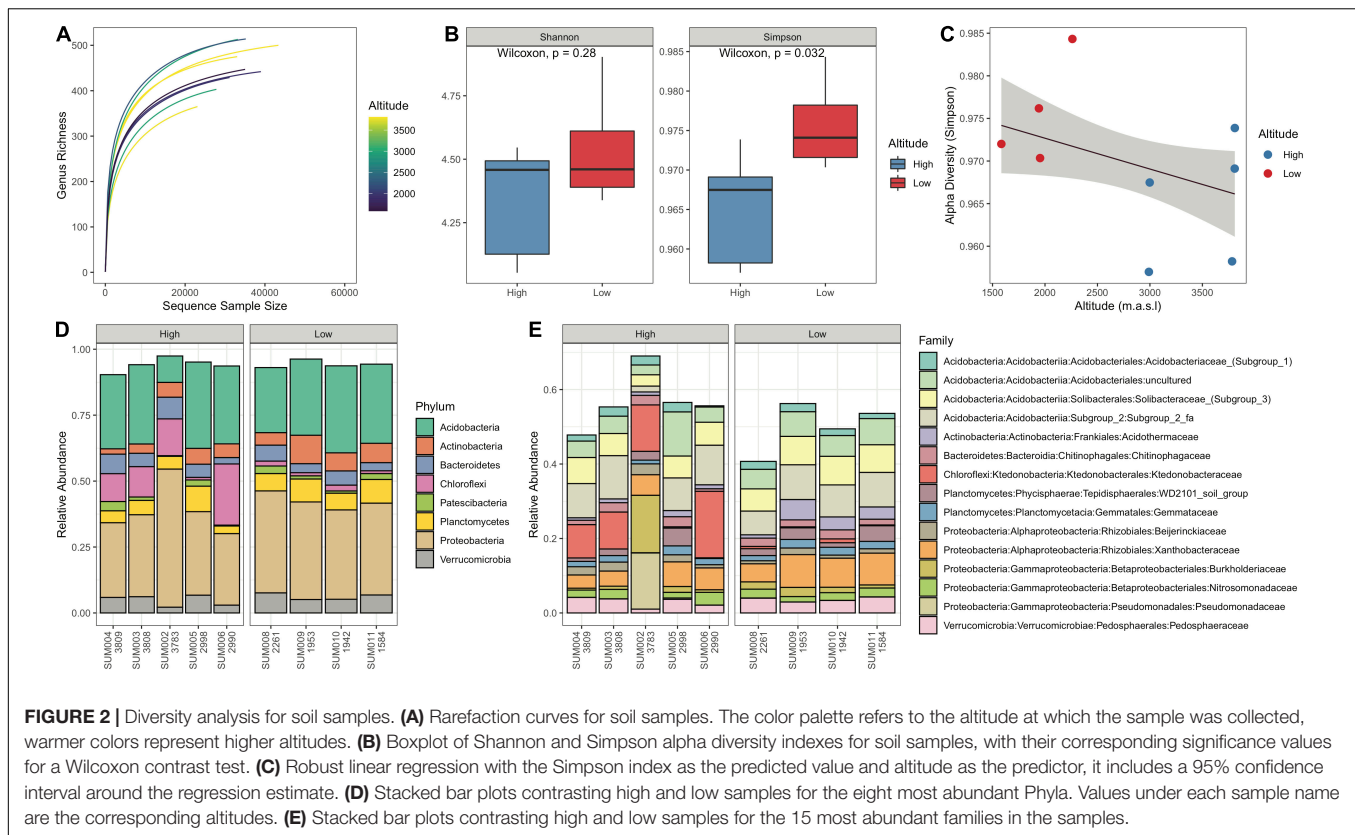 A
Genus Richness
500
400
300
200
100
0
0
20000
40000
60000
Sequence Sample Size
Altitude
3500
3000
2500
2000
B
Shannon
Wilcoxon, p = 0.28
4.75
4.50
4.25
High
Low
Simpson
Wilcoxon, p = 0.032
0.985
0.980
0.975
0.970
0.965
0.960
High
Low
Altitude
High
Low
C
Alpha Diversity (Simpson)
0.985
0.970
0.965
0.960
1500
2000
2500
3000
3500
Altitude (m.a.s.l)
Altitude
High
Low
D
High
Low
Relative Abundance
1.00
0.75
0.50
0.25
0.00
SUM004
3809
SUM003
3808
SUM002
3783
SUM005
2998
SUM006
2990
SUM008
2261
SUM009
1953
SUM010
1942
SUM011
1584
Phylum
Acidobacteria
Actinobacteria
Bacteroidetes
Chloroflexi
Patescibacteria
Planctomycetes
Proteobacteria
Verrucomicrobia
E
High
Low
Relative Abundance
0.6
0.4
0.2
0.0
SUM004
3809
SUM003
3808
SUM002
3783
SUM005
2998
SUM006
2990
SUM008
2261
SUM009
1953
SUM010
1942
SUM011
1584
Family
Acidobacteria:Acidobacteriia:Acidobacteriales:Acidobacteriaceae_(Subgroup_1)
Acidobacteria:Acidobacteriia:Acidobacteriales:uncultured
Acidobacteria:Acidobacteriia:Solibacterales:Solibacteraceae_(Subgroup_3)
Acidobacteria:Acidobacteriia:Subgroup_2:Subgroup_2_fa
Actinobacteria:Actinobacteria:Frankiales:Acidothermaceae
Bacteroidetes:Bacteroidia:Chitinophagales:Chitinophagaceae
Chloroflexi:Ktedonobacteria:Ktedonobacterales:Ktedonobacteraceae
Planctomycetes:Phycisphaerae:Tepidisphaerales:WD2101_soil_group
Planctomycetes:Planctomycetacia:Gemmatales:Gemmataceae
Proteobacteria:Alphaproteobacteria:Rhizobiales:Beijerinckiaceae
Proteobacteria:Alphaproteobacteria:Rhizobiales:Xanthobacteraceae
Proteobacteria:Gammaproteobacteria:Betaproteobacteriales:Burkholderiaceae
Proteobacteria:Gammaproteobacteria:Betaproteobacteriales:Nitrosomonadaceae
Proteobacteria:Gammaproteobacteria:Pseudomonadales:Pseudomonadaceae
Verrucomicrobia:Verrucomicrobiae:Pedosphaerales:Pedosphaeraceae
FIGURE 2 | Diversity analysis for soil samples. (A) Rarefaction curves for soil samples. The color palette refers to the altitude at which the sample was collected,
warmer colors represent higher altitudes. (B) Boxplot of Shannon and Simpson alpha diversity indexes for soil samples, with their corresponding significance values
for a Wilcoxon contrast test. (C) Robust linear regression with the Simpson index as the predicted value and altitude as the predictor, it includes a 95% confidence
interval around the regression estimate. (D) Stacked bar plots contrasting high and low samples for the eight most abundant Phyla. Values under each sample name
are the corresponding altitudes. (E) Stacked bar plots contrasting high and low samples for the 15 most abundant families in the samples.